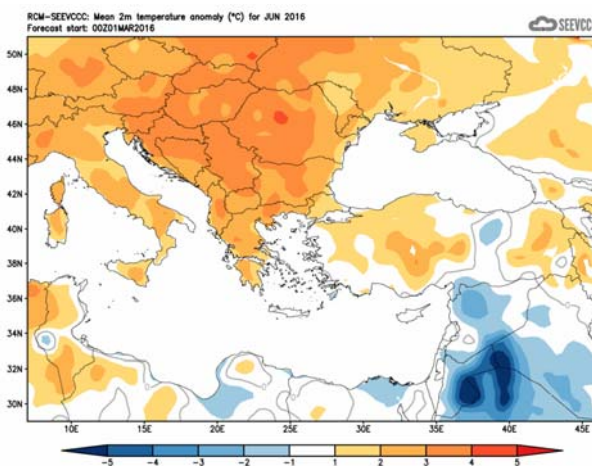 RCM-SEEVCCC: Mean 2m temperature anomaly (°C) for JUN 2016
Forecast start: 00Z01MAR2016
SEEVCC
50N
48N
46N
44N
42N
40N
38N
36N
34N
32N
30N
10E 15E 20E 25E 30E 35E 40E 45E
-5 -4 -3 -2 -1 1 2 3 4 5